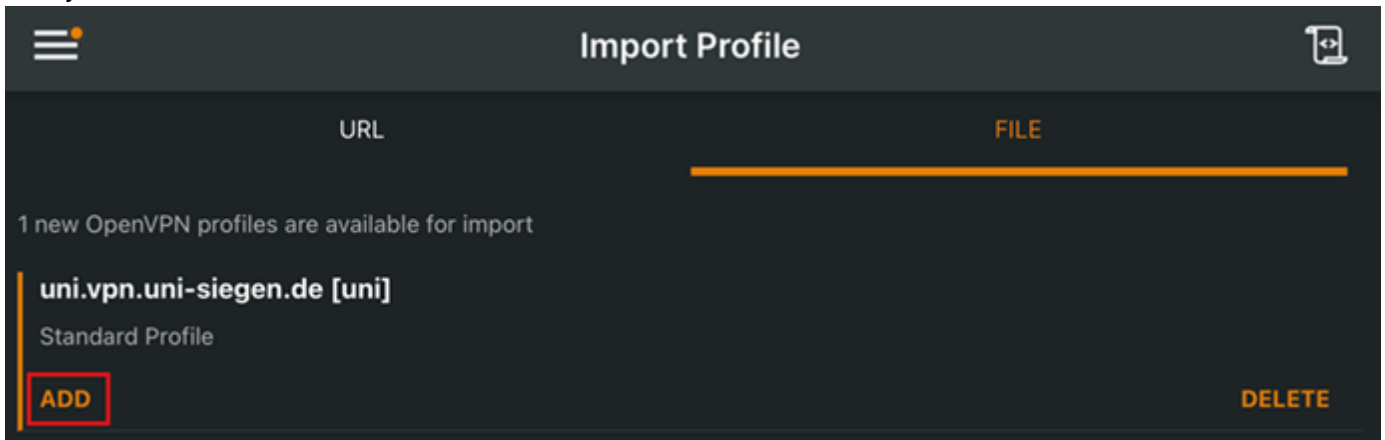 Import Profile
URL
FILE
1 new OpenVPN profiles are available for import
uni.vpn.uni-siegen.de [uni]
Standard Profile
ADD
DELETE